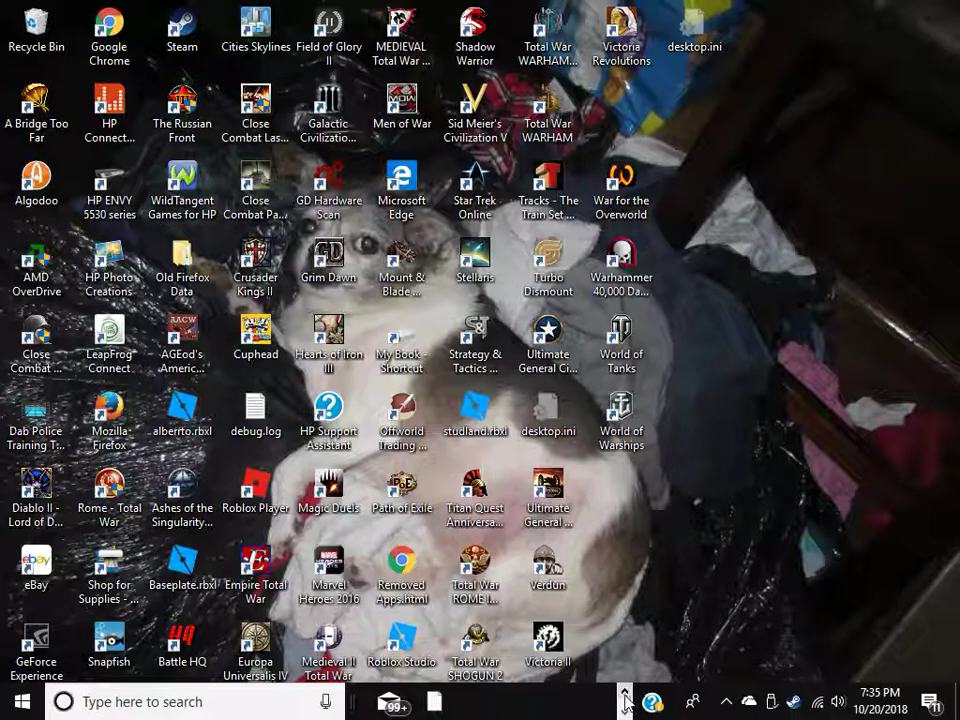 Recycle Bin
Google
Chrome
Steam
Cities Skylines
Field of Glory
II
MEDIEVAL
Total War ...
Shadow
Warrior
Total War
WARHAM...
Victoria
Revolutions
desktop.ini
A Bridge Too
Far
HP
Connect...
The Russian
Front
Close
Combat Las...
Galactic
Civilizatio...
Men of War
Sid Meier's
Civilization V
Total War
WARHAM
Algodoo
HP ENVY
5530 series
WildTangent
Games for HP
Close
Combat Pa...
GD Hardware
Scan
Microsoft
Edge
Star Trek
Online
Tracks - The
Train Set ...
War for the
Overworld
AMD
OverDrive
HP Photo
Creations
Old Firefox
Data
Crusader
Kings II
Grim Dawn
Mount &
Blade ...
Stellaris
Turbo
Dismount
Warhammer
40,000 Da...
Close
Combat ...
LeapFrog
Connect
AGEod's
Americ...
Cuphead
Hearts of Iron
III
My Book -
Shortcut
Strategy &
Tactics ...
Ultimate
General Ci...
World of
Tanks
Dab Police
Training T...
Mozilla
Firefox
alberrto.rbxl
debug.log
HP Support
Assistant
Offworld
Trading ...
studland.rbxl
desktop.ini
World of
Warships
Diablo II -
Lord of D...
Rome - Total
War
Ashes of the
Singularity...
Roblox Player
Magic Duels
Path of Exile
Titan Quest
Anniversa...
Ultimate
General ...
eBay
Shop for
Supplies - ...
Baseplate.rbxl
Empire Total
War
Marvel
Heroes 2016
Removed
Apps.html
Total War
ROME I...
Verdun
GeForce
Experience
Snapfish
Battle HQ
Europa
Universalis IV
Medieval II
Total War
Roblox Studio
Total War
SHOGUN 2
Victoria II
Type here to search
99+
7:35 PM
10/20/2018
11